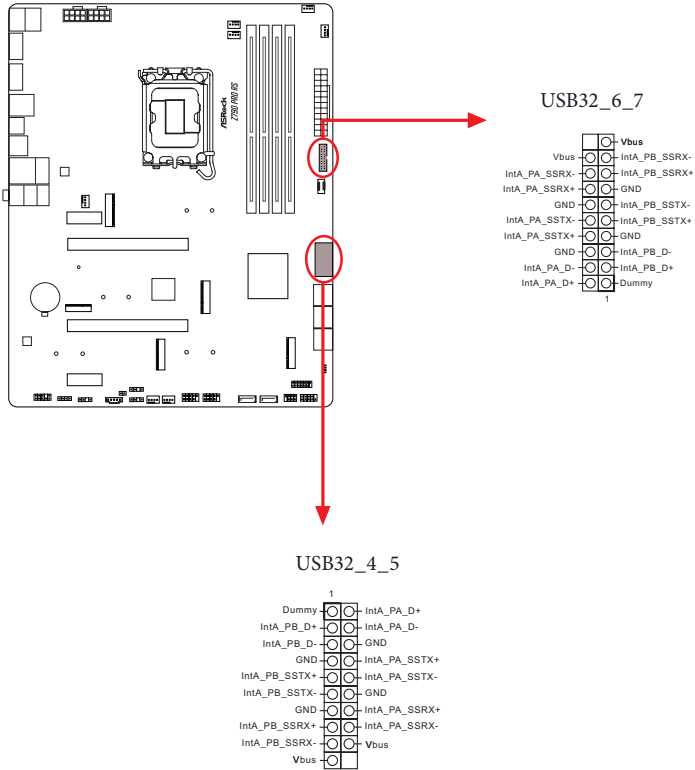 ASRock
Z790 PRO RS
USB32_6_7
Vbus
Vbus IntA_PB_SSRX-
IntA_PA_SSRX- IntA_PB_SSRX+
IntA_PA_SSRX+ GND
GND IntA_PB_SSTX-
IntA_PA_SSTX- IntA_PB_SSTX+
IntA_PA_SSTX+ GND
GND IntA_PB_D-
IntA_PA_D- IntA_PB_D+
IntA_PA_D+ Dummy
1
USB32_4_5
1
Dummy IntA_PA_D+
IntA_PB_D+ IntA_PA_D-
IntA_PB_D- GND
GND IntA_PA_SSTX+
IntA_PB_SSTX+ IntA_PA_SSTX-
IntA_PB_SSTX- GND
GND IntA_PA_SSRX+
IntA_PB_SSRX+ IntA_PA_SSRX-
IntA_PB_SSRX- Vbus
Vbus